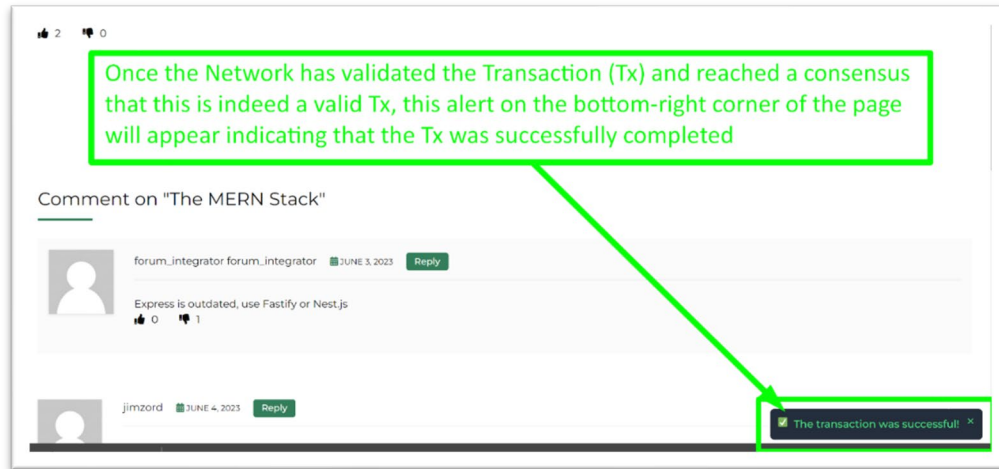 2 0
Once the Network has validated the Transaction (Tx) and reached a consensus
that this is indeed a valid Tx, this alert on the bottom-right corner of the page
will appear indicating that the Tx was successfully completed
Comment on "The MERN Stack"
forum_integrator forum_integrator JUNE 3, 2023 Reply
Express is outdated, use Fastify or Nest.js
0 1
jimzord JUNE 4, 2023 Reply
The transaction was successful! ×